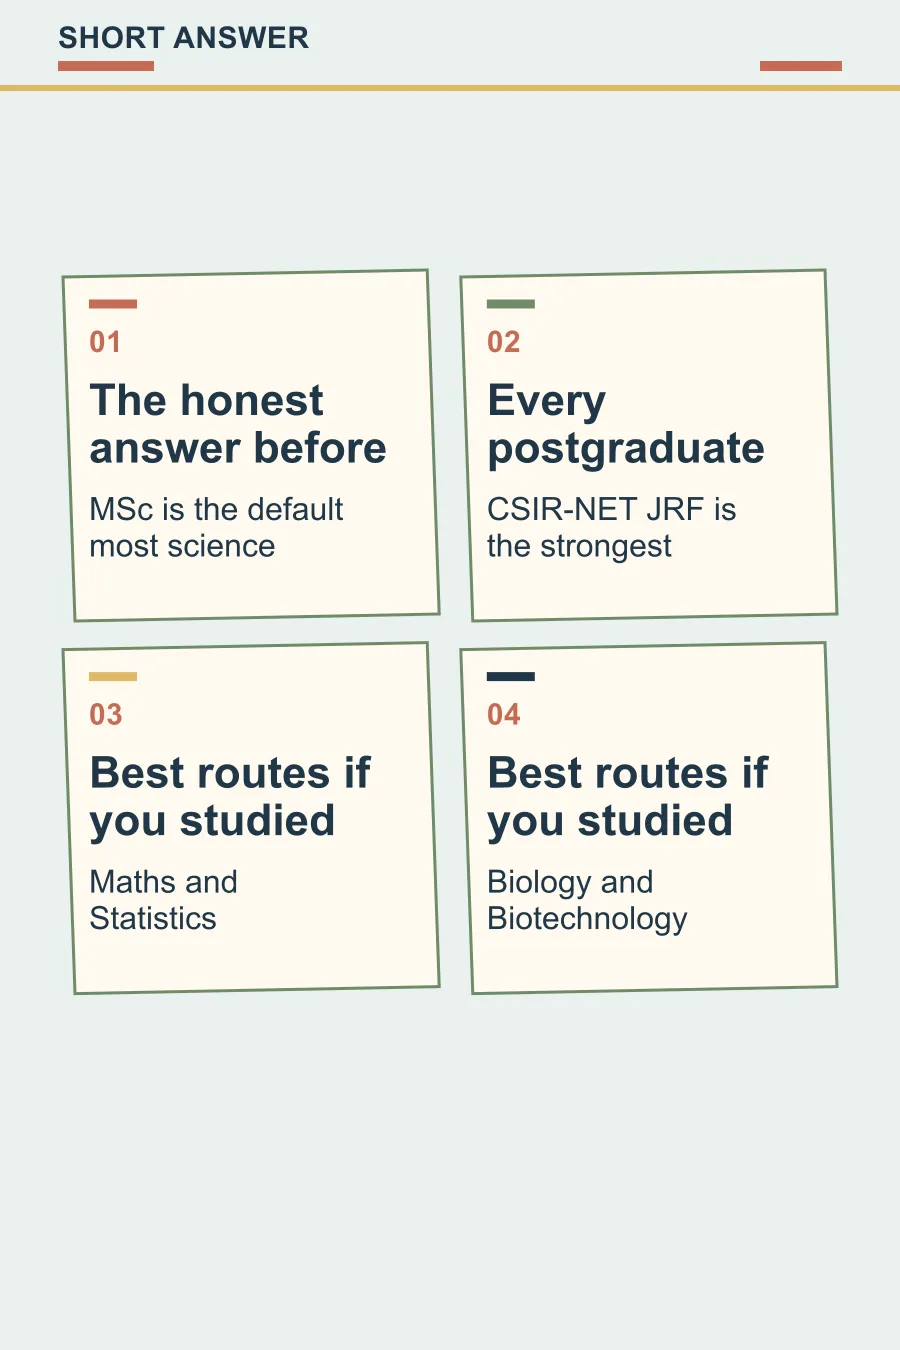 SHORT ANSWER
01
The honest
answer before
MSc is the default
most science
02
Every
postgraduate
CSIR-NET JRF is
the strongest
03
Best routes if
you studied
Maths and
Statistics
04
Best routes if
you studied
Biology and
Biotechnology